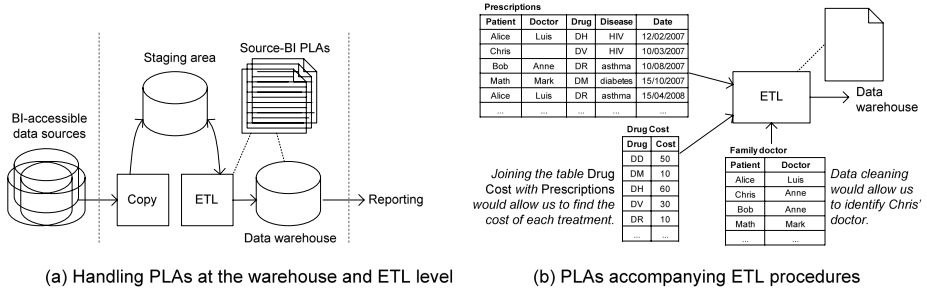 Source-BI PLAs
Staging area
BI-accessible
data sources
Copy
ETL
Data warehouse
Reporting
(a) Handling PLAs at the warehouse and ETL level
Prescriptions
Patient Doctor Drug Disease Date
Alice Luis DH HIV 12/02/2007
Chris DV HIV 10/03/2007
Bob Anne DR asthma 10/08/2007
Math Mark DM diabetes 15/10/2007
Alice Luis DR asthma 15/04/2008
... ... ... ... ...
ETL
Data
warehouse
Drug Cost
Drug Cost
DD 50
DM 10
DH 60
DV 30
DR 10
... ...
Joining the table Drug
Cost with Prescriptions
would allow us to find the
cost of each treatment.
Family doctor
Patient Doctor
Alice Luis
Chris Anne
Bob Anne
Math Mark
... ...
Data cleaning
would allow us
to identify Chris'
doctor.
(b) PLAs accompanying ETL procedures